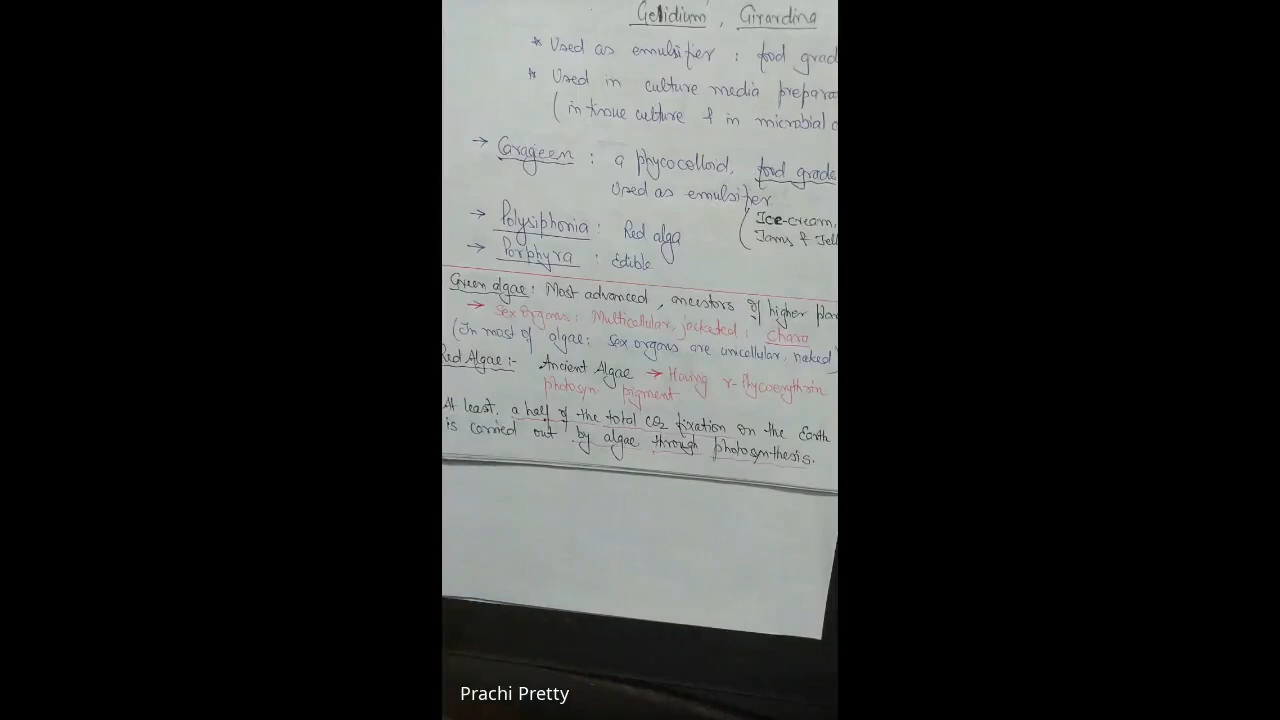 Gelidium, Girardina
* Used as emulsifier : food grad
* Used in culture media prepara
(in tissue culture & in microbial c
→ Carageen : a phycocolloid, food grade
Used as emulsifier
(Ice-cream,
Jams & Jell
→ Polysiphonia : Red alga
→ Porphyra : Edible
Green algae : Most advanced, ancestors of higher plan
→ Sex organs : Multicellular, jacketed : Chara
(In most of algae; sex organs are unicellular, naked)
Red Algae :- Ancient Algae → Having r-Phycoerythrin
photosyn pigment
At least, a half of the total CO2 fixation on the Earth
is carried out by algae through photosynthesis.
Prachi Pretty